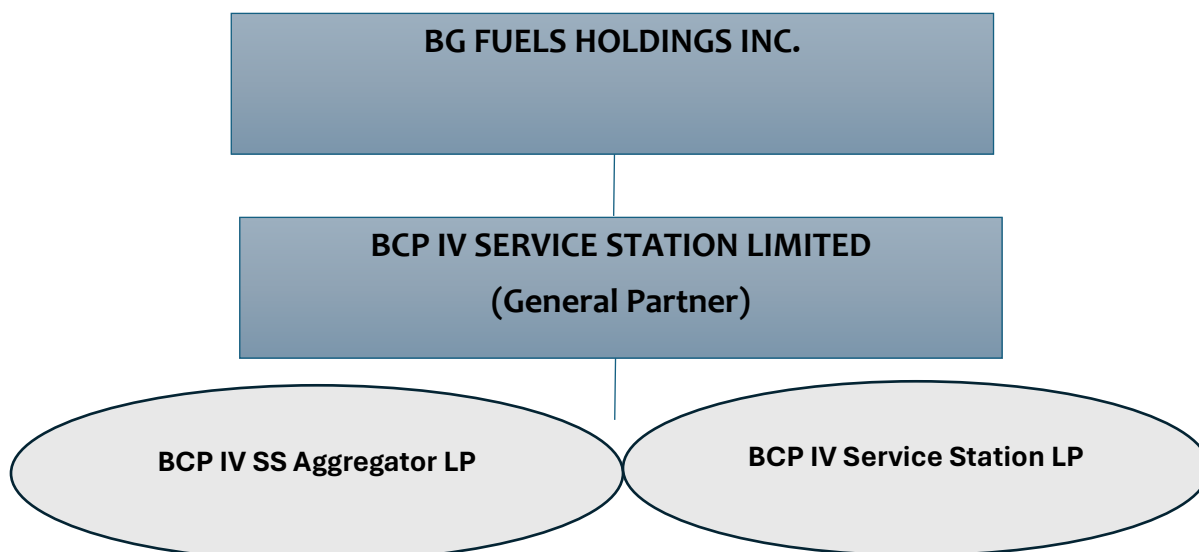 BG FUELS HOLDINGS INC.
BCP IV SERVICE STATION LIMITED
(General Partner)
BCP IV SS Aggregator LP
BCP IV Service Station LP